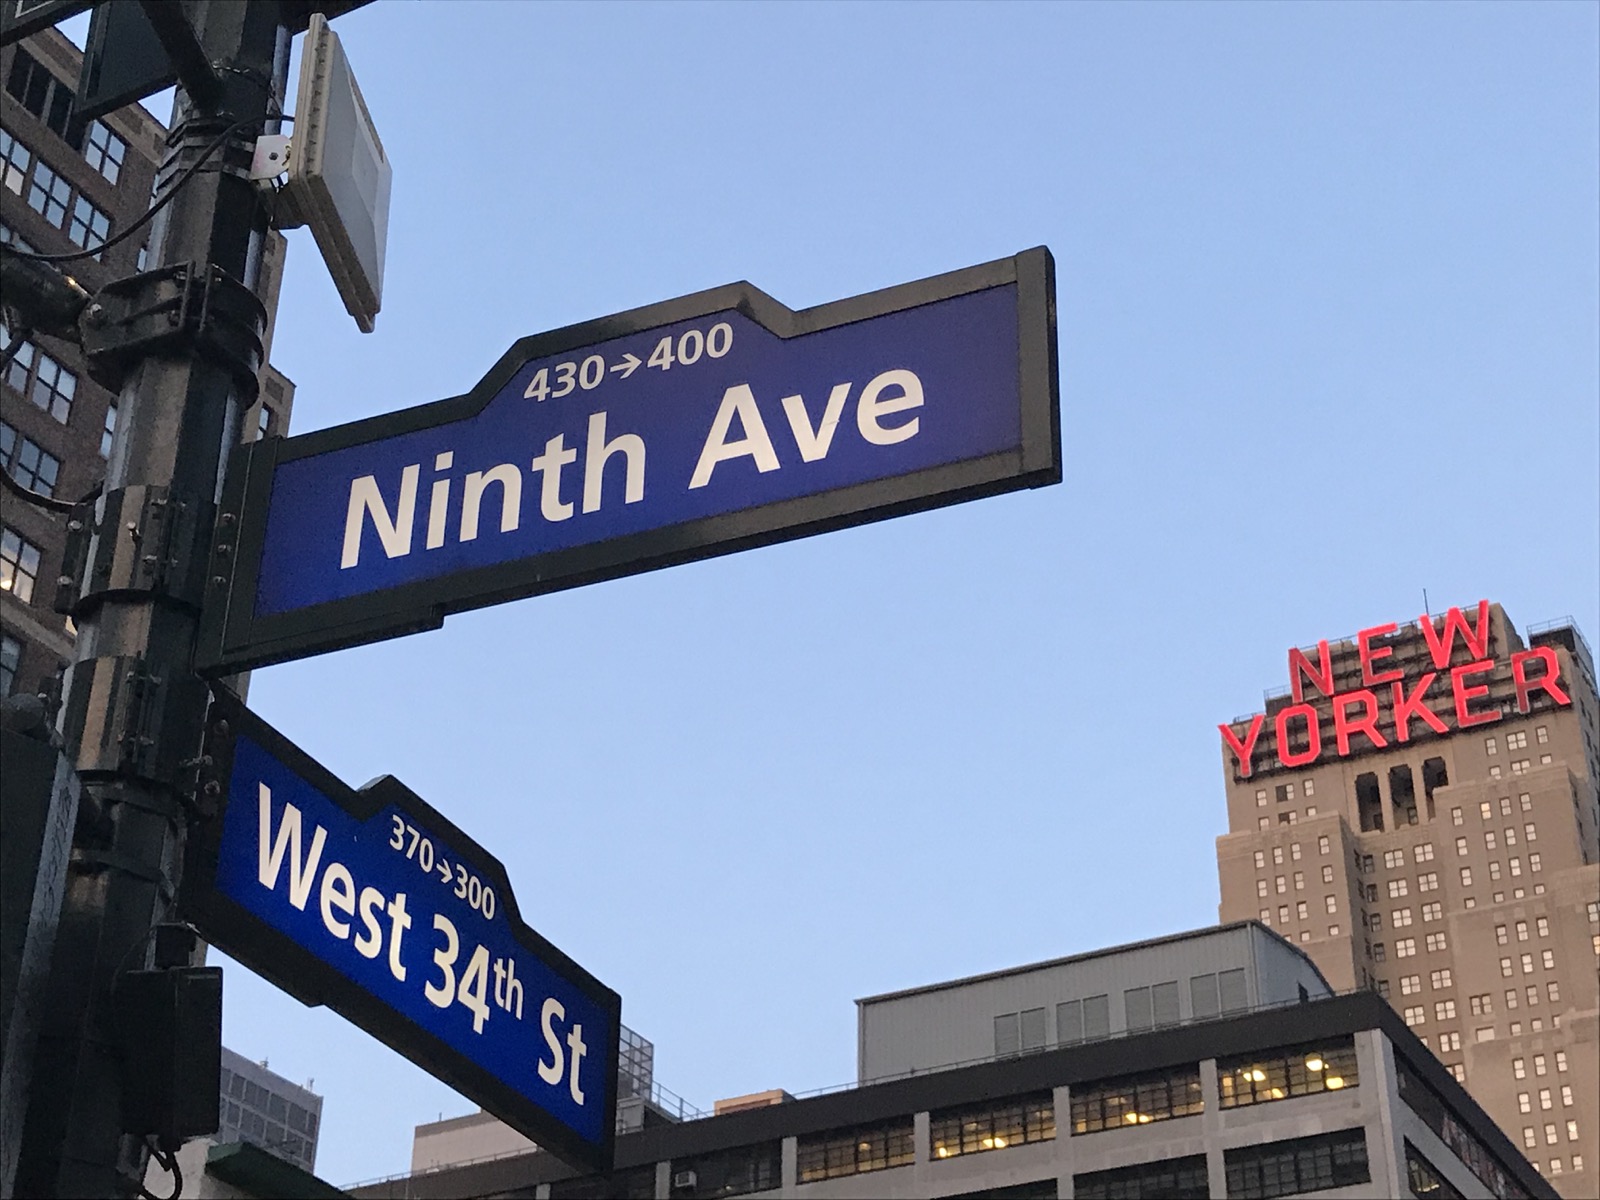 430→400
Ninth Ave
370→300
West 34th St
NEW
YORKER